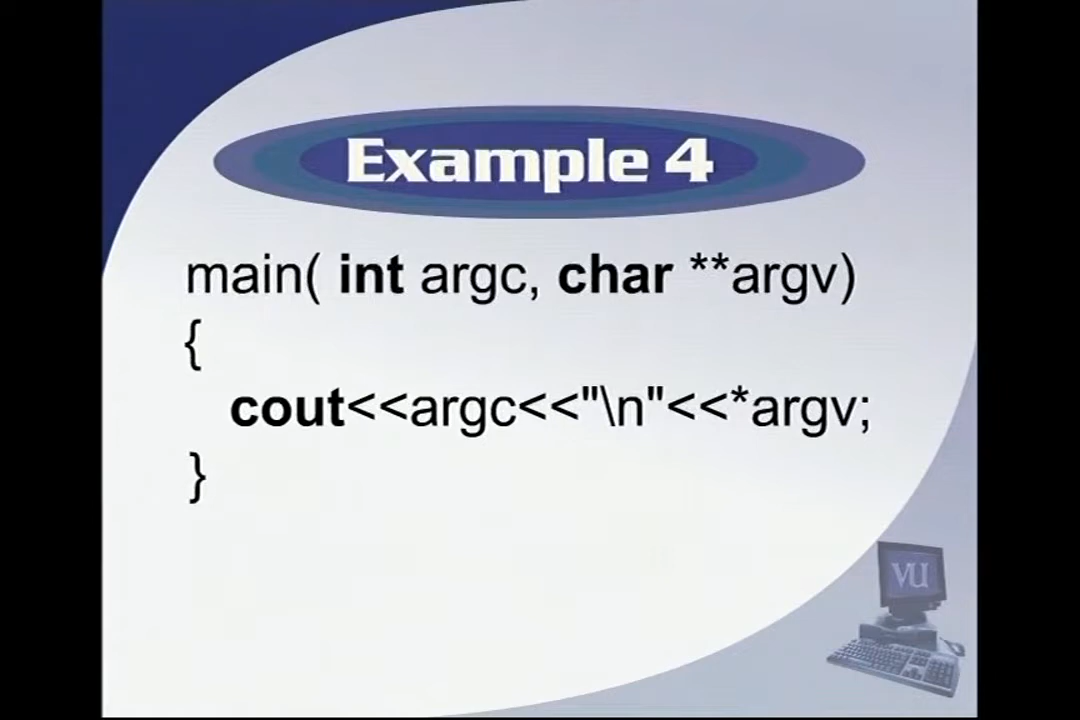 Example 4
main( int argc, char **argv)
{
cout<<argc<<"\n"<<*argv;
}
VU